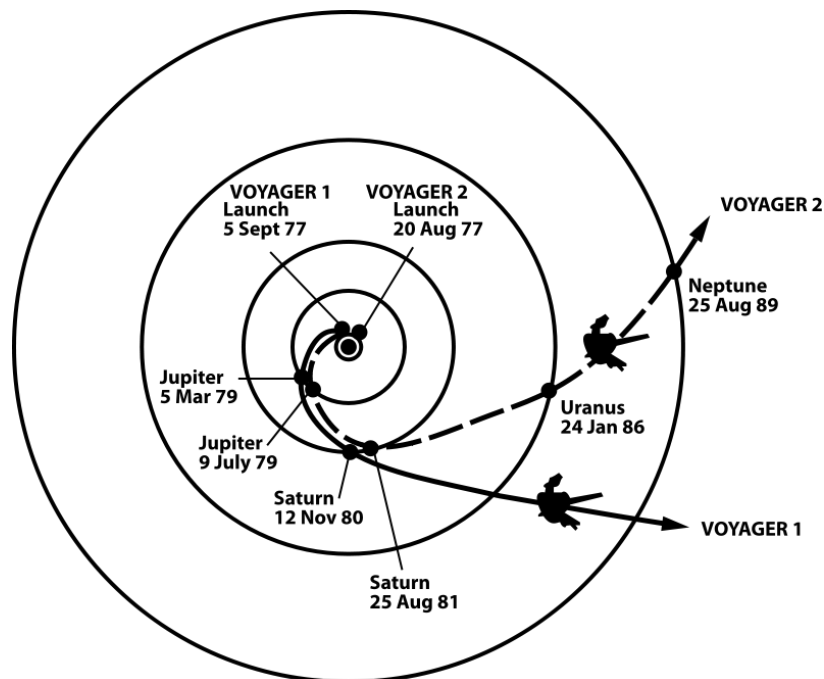 VOYAGER 1
Launch
5 Sept 77
VOYAGER 2
Launch
20 Aug 77
VOYAGER 2
Neptune
25 Aug 89
Jupiter
5 Mar 79
Uranus
24 Jan 86
Jupiter
9 July 79
Saturn
12 Nov 80
VOYAGER 1
Saturn
25 Aug 81